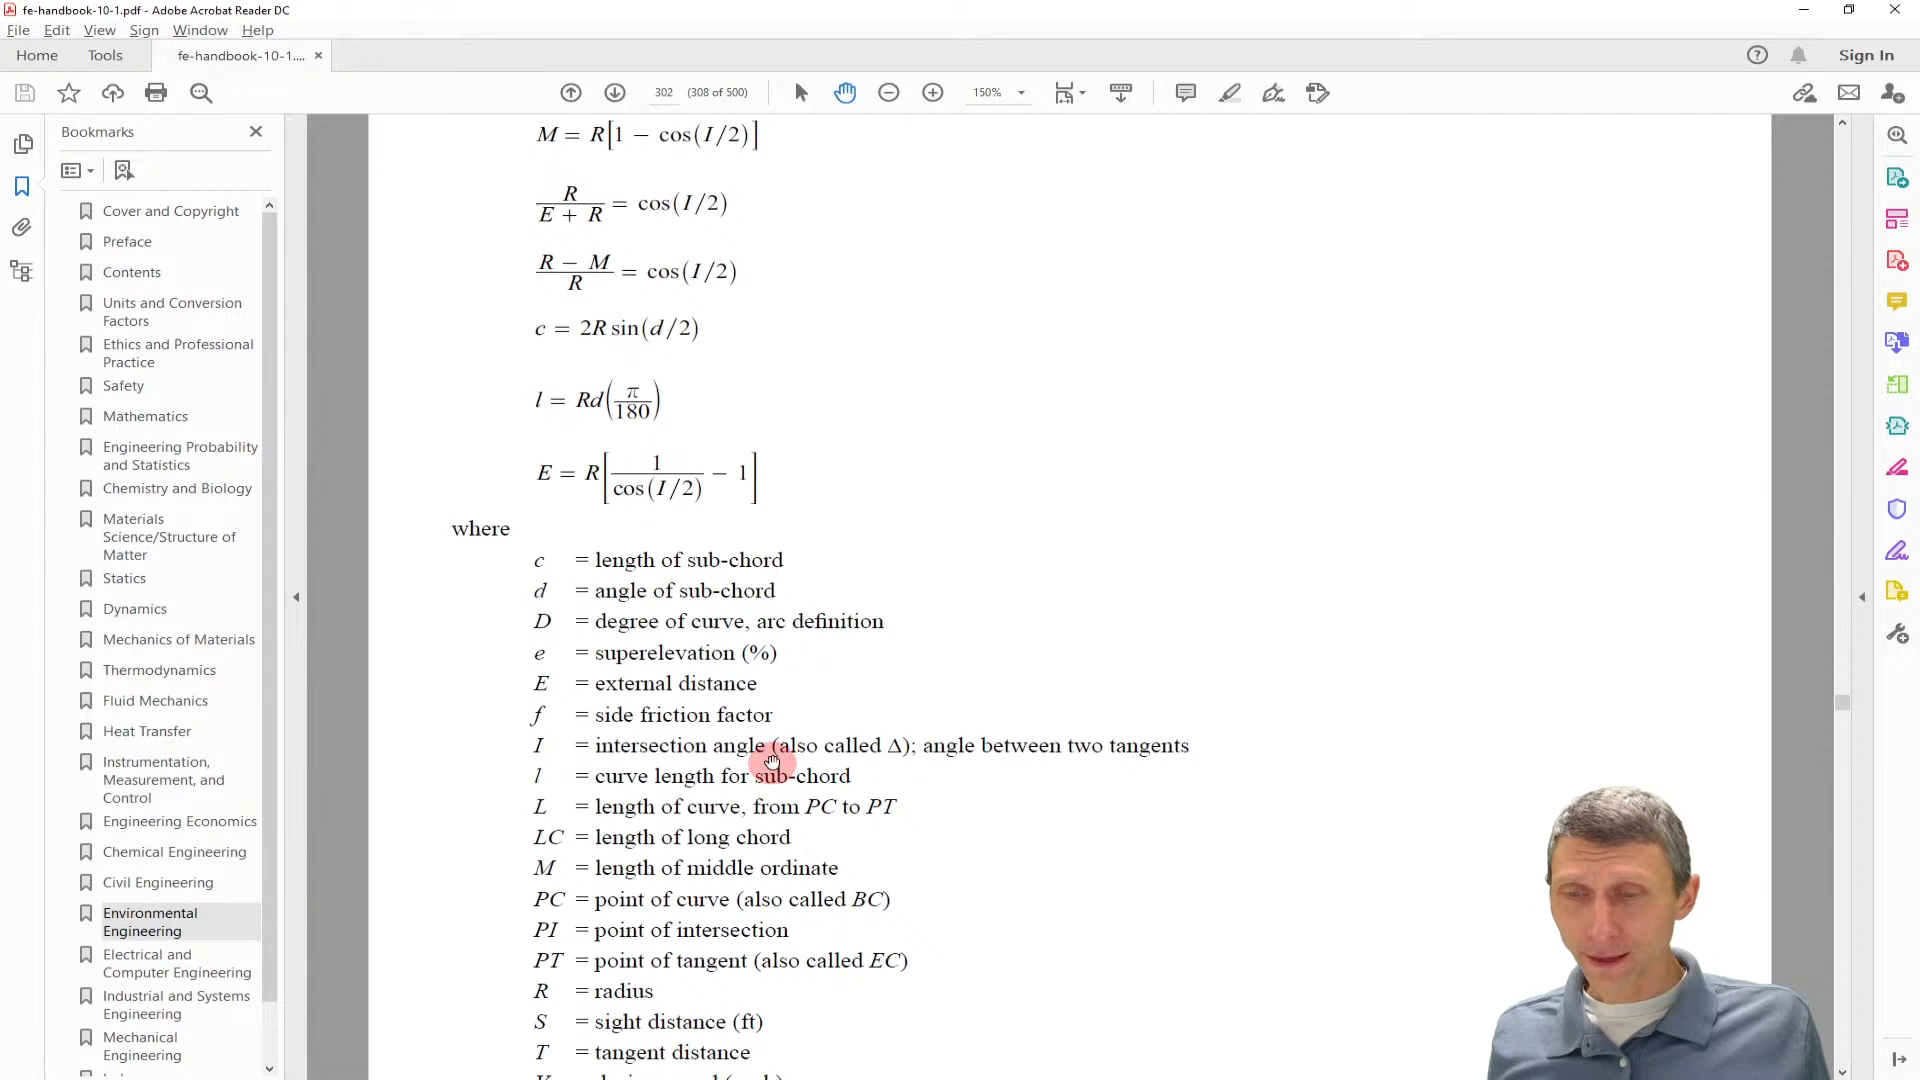 fe-handbook-10-1.pdf - Adobe Acrobat Reader DC
File Edit View Sign Window Help
Home Tools fe-handbook-10-1.... ×
Sign In
302 (308 of 500) 150%
Bookmarks
Cover and Copyright
Preface
Contents
Units and Conversion
Factors
Ethics and Professional
Practice
Safety
Mathematics
Engineering Probability
and Statistics
Chemistry and Biology
Materials
Science/Structure of
Matter
Statics
Dynamics
Mechanics of Materials
Thermodynamics
Fluid Mechanics
Heat Transfer
Instrumentation,
Measurement, and
Control
Engineering Economics
Chemical Engineering
Civil Engineering
Environmental
Engineering
Electrical and
Computer Engineering
Industrial and Systems
Engineering
Mechanical
Engineering
M = R[1 − cos(I/2)]
R / (E + R) = cos(I/2)
(R − M) / R = cos(I/2)
c = 2R sin(d/2)
l = Rd(π/180)
E = R[1/cos(I/2) − 1]
where
c = length of sub-chord
d = angle of sub-chord
D = degree of curve, arc definition
e = superelevation (%)
E = external distance
f = side friction factor
I = intersection angle (also called Δ); angle between two tangents
l = curve length for sub-chord
L = length of curve, from PC to PT
LC = length of long chord
M = length of middle ordinate
PC = point of curve (also called BC)
PI = point of intersection
PT = point of tangent (also called EC)
R = radius
S = sight distance (ft)
T = tangent distance